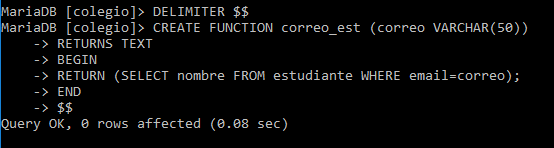 MariaDB [colegio]> DELIMITER $$
MariaDB [colegio]> CREATE FUNCTION correo_est (correo VARCHAR(50))
-> RETURNS TEXT
-> BEGIN
-> RETURN (SELECT nombre FROM estudiante WHERE email=correo);
-> END
-> $$
Query OK, 0 rows affected (0.08 sec)